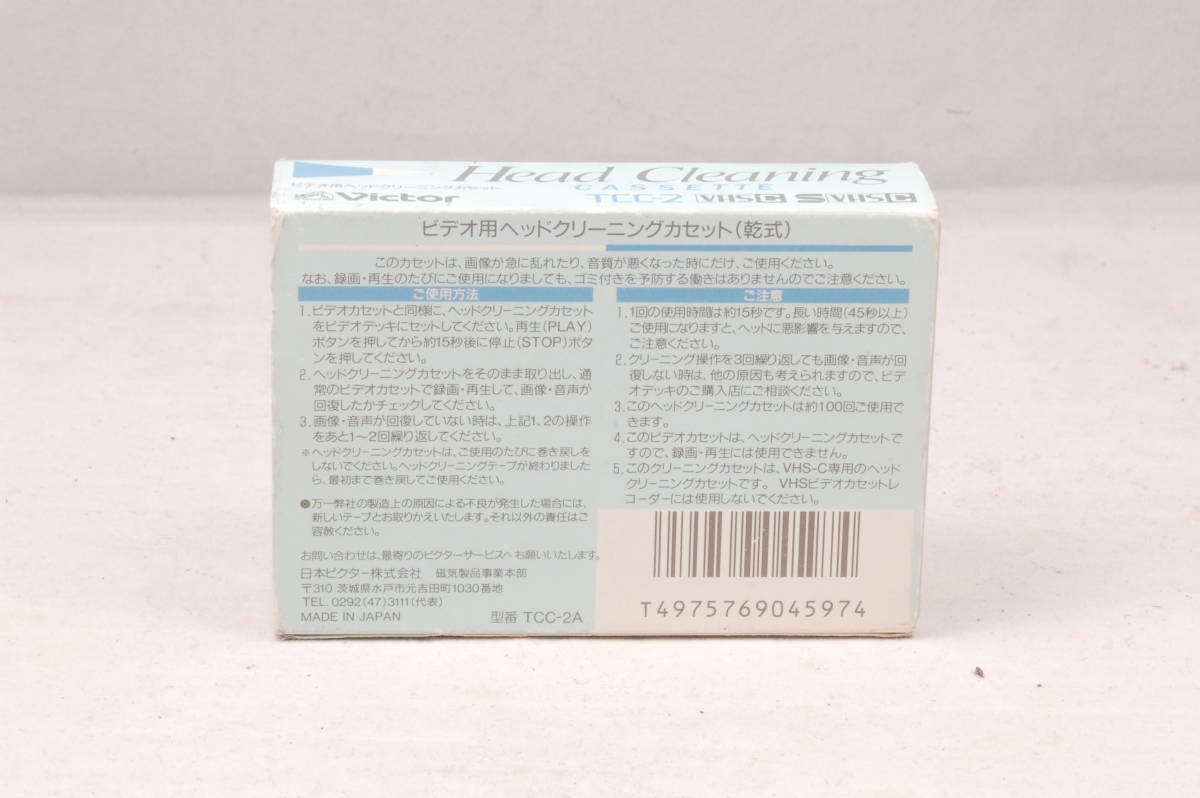 Head Cleaning
ビデオ用ヘッドクリーニングカセット
CASSETTE
Victor
TCC-2 VHSC SVHSC
ビデオ用ヘッドクリーニングカセット(乾式)
このカセットは、画像が急に乱れたり、音質が悪くなった時にだけ、ご使用ください。
なお、録画・再生のたびにご使用になりましても、ゴミ付きを予防する働きはありませんのでご注意ください。
ご使用方法
1. ビデオカセットと同様に、ヘッドクリーニングカセット
をビデオデッキにセットしてください。再生(PLAY)
ボタンを押してから約15秒後に停止(STOP)ボタ
ンを押してください。
2. ヘッドクリーニングカセットをそのまま取り出し、通
常のビデオカセットで録画・再生して、画像・音声が
回復したかチェックしてください。
3. 画像・音声が回復していない時は、上記1.2の操作
をあと1〜2回繰り返してください。
※ヘッドクリーニングカセットは、ご使用のたびに巻き戻しを
しないでください。ヘッドクリーニングテープが終わりました
ら、最初まで巻き戻してご使用ください。
●万一弊社の製造上の原因による不良が発生した場合には、
新しいテープとお取りかえいたします。それ以外の責任はご
容赦ください。
お問い合わせは、最寄りのビクターサービスへお願いいたします。
日本ビクター株式会社 磁気製品事業本部
〒310 茨城県水戸市元吉田町1030番地
TEL. 0292(47)3111(代表)
MADE IN JAPAN 型番 TCC-2A
ご注意
1. 1回の使用時間は約15秒です。長い時間(45秒以上)
ご使用になりますと、ヘッドに悪影響を与えますので、
ご注意ください。
2. クリーニング操作を3回繰り返しても画像・音声が回
復しない時は、他の原因も考えられますので、ビデ
オデッキのご購入店にご相談ください。
3. このヘッドクリーニングカセットは約100回ご使用で
きます。
4. このビデオカセットは、ヘッドクリーニングカセットで
すので、録画・再生には使用できません。
5. このクリーニングカセットは、VHS-C専用のヘッド
クリーニングカセットです。VHSビデオカセットレ
コーダーには使用しないでください。
T4975769045974